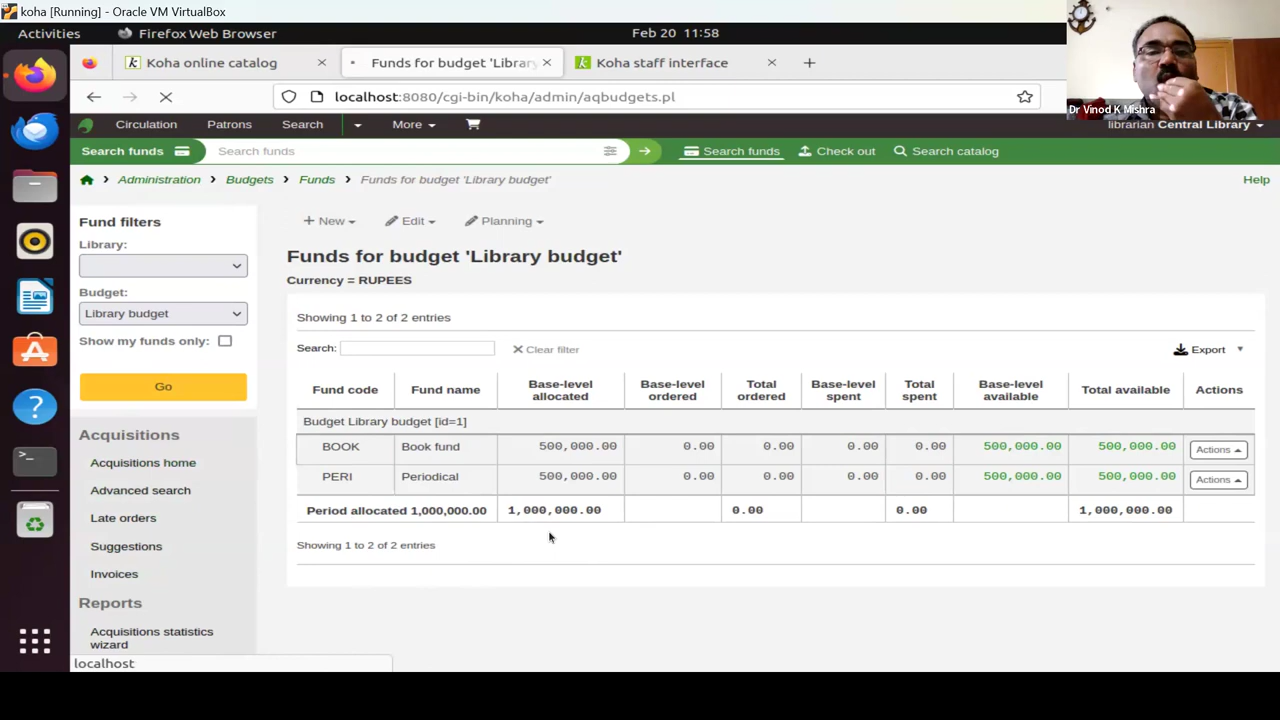 koha [Running] - Oracle VM VirtualBox
Activities Firefox Web Browser Feb 20 11:58
Koha online catalog × Funds for budget 'Library × Koha staff interface × +
localhost:8080/cgi-bin/koha/admin/aqbudgets.pl
Dr Vinod K Mishra
Circulation Patrons Search More librarian Central Library
Search funds Search funds Search funds Check out Search catalog
Administration > Budgets > Funds > Funds for budget 'Library budget' Help
Fund filters
Library:
Budget:
Library budget
Show my funds only:
Go
Acquisitions
Acquisitions home
Advanced search
Late orders
Suggestions
Invoices
Reports
Acquisitions statistics
wizard
+ New Edit Planning
Funds for budget 'Library budget'
Currency = RUPEES
Showing 1 to 2 of 2 entries
Search: Clear filter Export
Fund code Fund name Base-level allocated Base-level ordered Total ordered Base-level spent Total spent Base-level available Total available Actions
Budget Library budget [id=1]
BOOK Book fund 500,000.00 0.00 0.00 0.00 0.00 500,000.00 500,000.00 Actions
PERI Periodical 500,000.00 0.00 0.00 0.00 0.00 500,000.00 500,000.00 Actions
Period allocated 1,000,000.00 1,000,000.00 0.00 0.00 1,000,000.00
Showing 1 to 2 of 2 entries
localhost